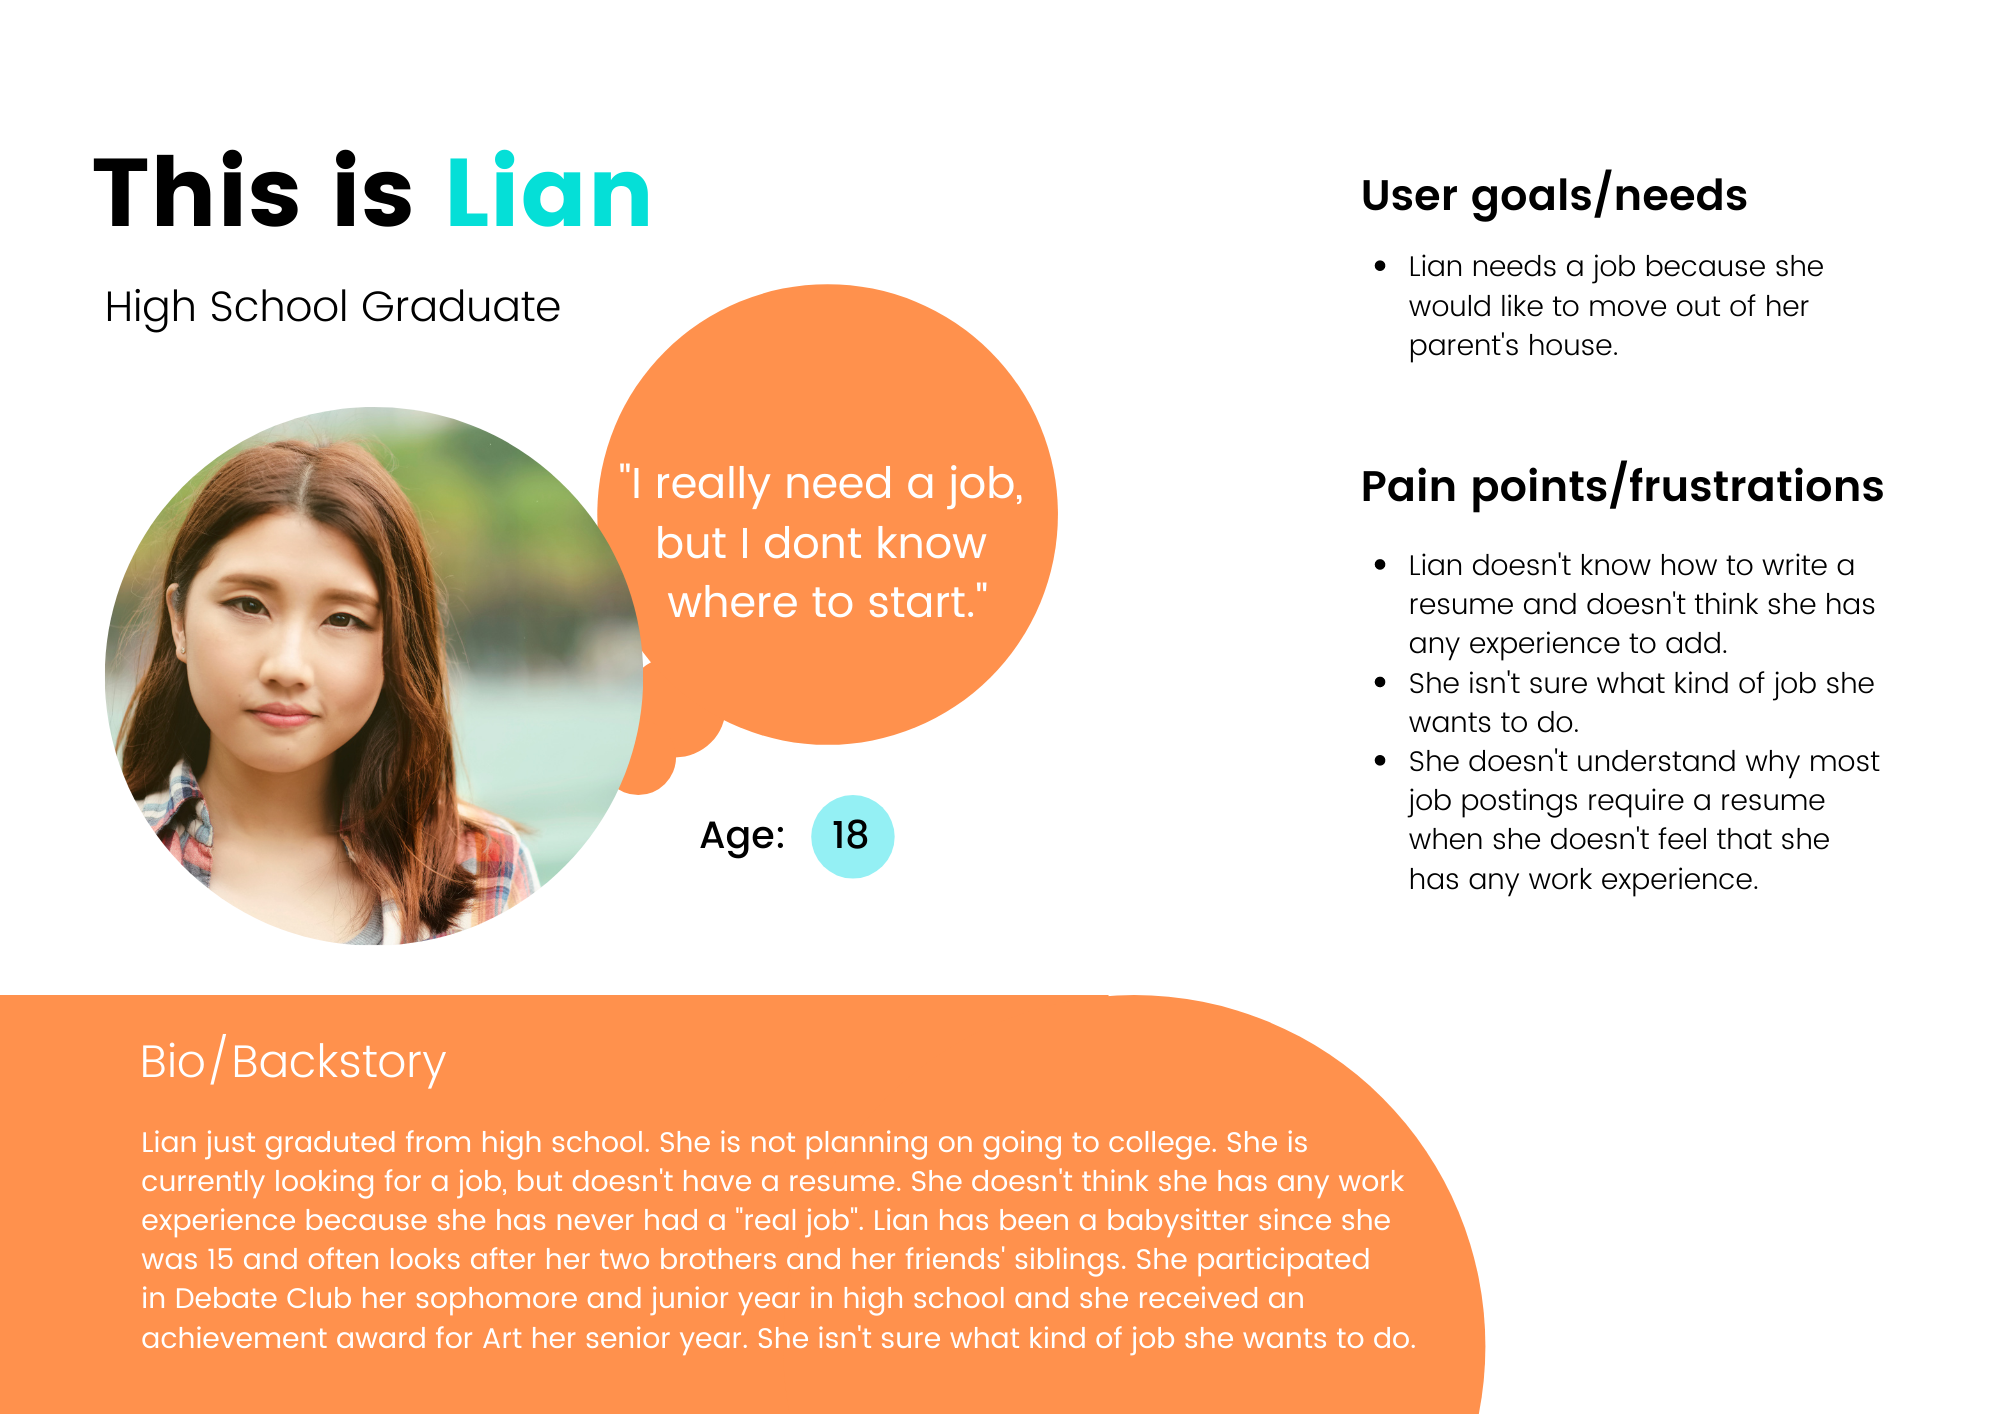 This is Lian
High School Graduate
"I really need a job,
but I dont know
where to start."
Age: 18
User goals/needs
• Lian needs a job because she
would like to move out of her
parent's house.
Pain points/frustrations
• Lian doesn't know how to write a
resume and doesn't think she has
any experience to add.
• She isn't sure what kind of job she
wants to do.
• She doesn't understand why most
job postings require a resume
when she doesn't feel that she
has any work experience.
Bio/Backstory
Lian just graduted from high school. She is not planning on going to college. She is
currently looking for a job, but doesn't have a resume. She doesn't think she has any work
experience because she has never had a "real job". Lian has been a babysitter since she
was 15 and often looks after her two brothers and her friends' siblings. She participated
in Debate Club her sophomore and junior year in high school and she received an
achievement award for Art her senior year. She isn't sure what kind of job she wants to do.